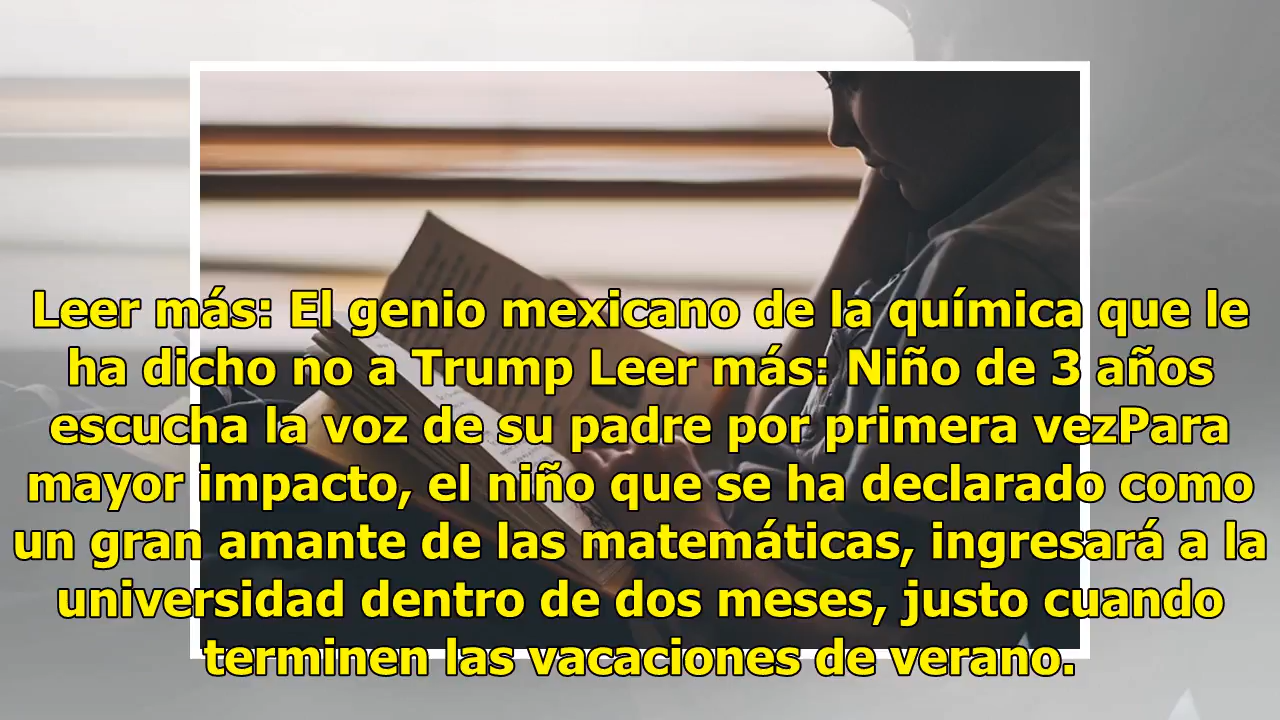 Leer más: El genio mexicano de la química que le
ha dicho no a Trump Leer más: Niño de 3 años
escucha la voz de su padre por primera vezPara
mayor impacto, el niño que se ha declarado como
un gran amante de las matemáticas, ingresará a la
universidad dentro de dos meses, justo cuando
terminen las vacaciones de verano.